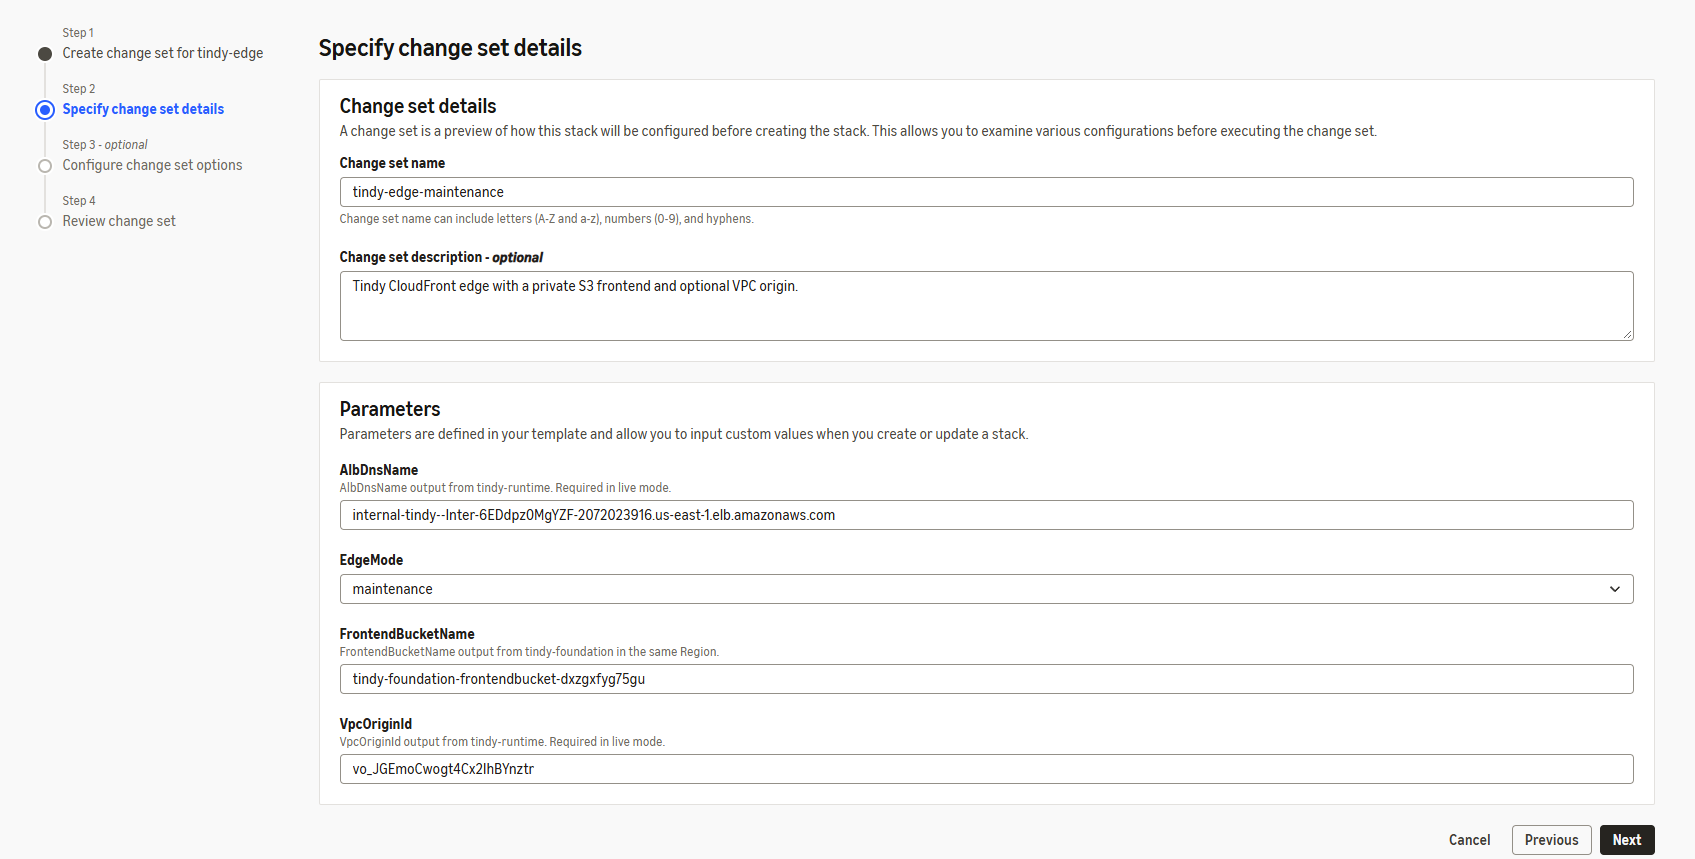 Step 1
Create change set for tindy-edge
Step 2
Specify change set details
Step 3 - optional
Configure change set options
Step 4
Review change set
Specify change set details
Change set details
A change set is a preview of how this stack will be configured before creating the stack. This allows you to examine various configurations before executing the change set.
Change set name
tindy-edge-maintenance
Change set name can include letters (A-Z and a-z), numbers (0-9), and hyphens.
Change set description - optional
Tindy CloudFront edge with a private S3 frontend and optional VPC origin.
Parameters
Parameters are defined in your template and allow you to input custom values when you create or update a stack.
AlbDnsName
AlbDnsName output from tindy-runtime. Required in live mode.
internal-tindy--Inter-6EDdpz0MgYZF-2072023916.us-east-1.elb.amazonaws.com
EdgeMode
maintenance
FrontendBucketName
FrontendBucketName output from tindy-foundation in the same Region.
tindy-foundation-frontendbucket-dxzgxfyg75gu
VpcOriginId
VpcOriginId output from tindy-runtime. Required in live mode.
vo_JGEmoCwogt4Cx2IhBYnztr
Cancel
Previous
Next